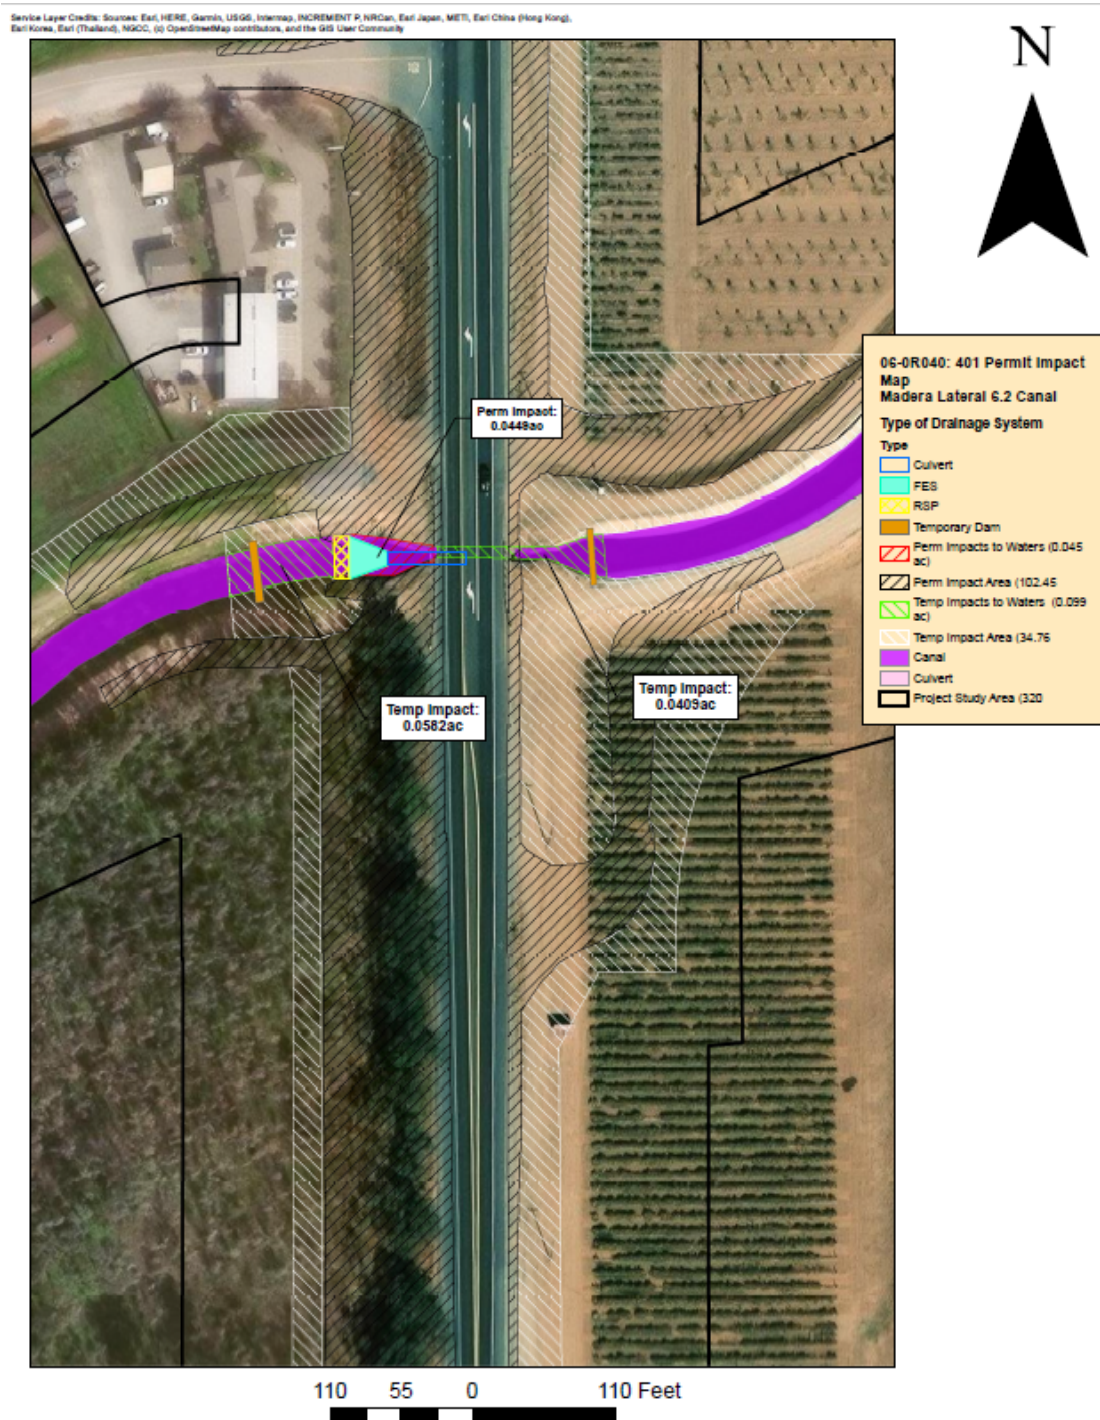 Service Layer Credits: Sources: Esri, HERE, Garmin, USGS, Intermap, INCREMENT P, NRCan, Esri Japan, METI, Esri China (Hong Kong),
Esri Korea, Esri (Thailand), NGCC, (c) OpenStreetMap contributors, and the GIS User Community
N
Perm Impact:
0.0449ac
06-0R040: 401 Permit Impact
Map
Madera Lateral 6.2 Canal
Type of Drainage System
Type
Culvert
FES
RSP
Temporary Dam
Perm Impacts to Waters (0.045
ac)
Perm Impact Area (102.45
Temp Impacts to Waters (0.099
ac)
Temp Impact Area (34.76
Canal
Culvert
Project Study Area (320
Temp Impact:
0.0582ac
Temp Impact:
0.0409ac
110 55 0 110 Feet